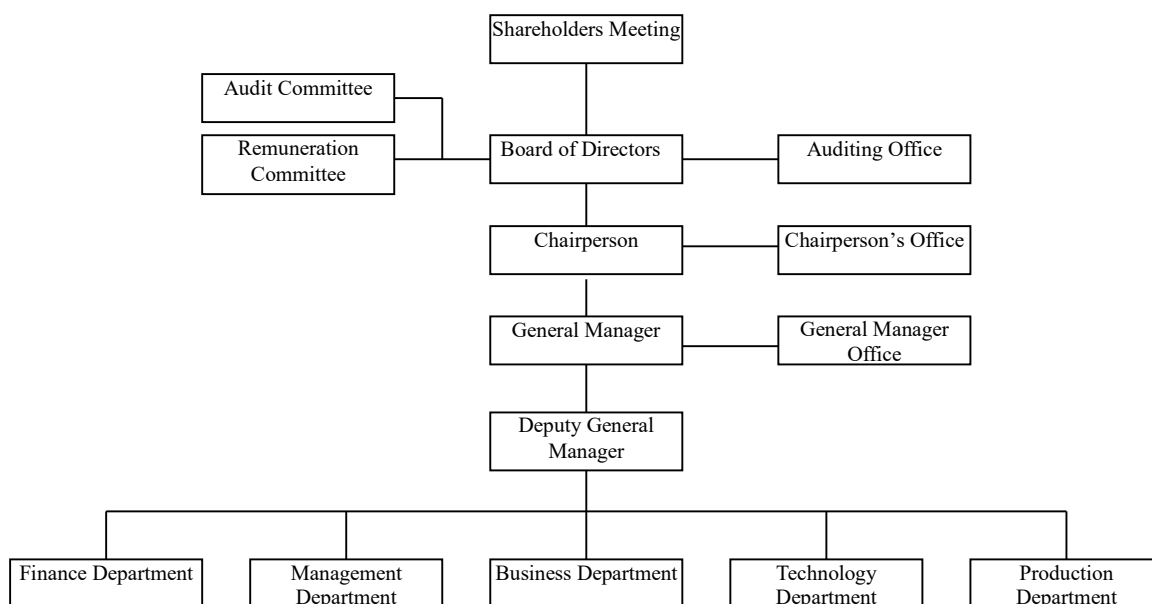 Shareholders Meeting
Audit Committee
Remuneration
Committee
Board of Directors
Auditing Office
Chairperson
Chairperson’s Office
General Manager
General Manager
Office
Deputy General
Manager
Finance Department
Management
Department
Business Department
Technology
Department
Production
Department